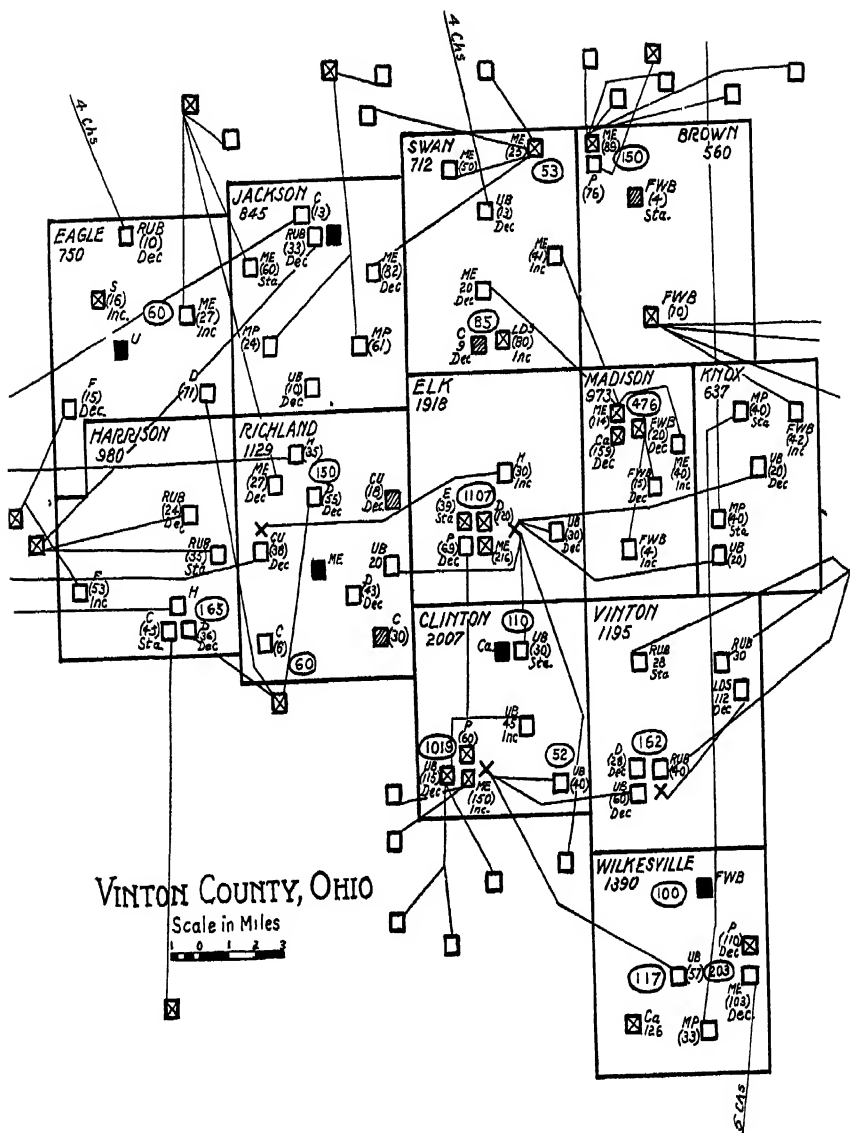 4 Chs
4 Chs
SWAN
712
ME
(50)
ME
(23)
53
ME
(89)
P
(76)
150
BROWN
560
FWB
(4)
Sta.
UB
(13)
Dec
ME
(41)
Inc
ME
20
Dec
85
C
9
Dec
LDS
(80)
Inc
FWB
(70)
JACKSON
845
C
(13)
RUB
(33)
Dec
ME
(60)
Sta.
ME
(82)
Dec
MP
(24)
MP
(61)
UB
(10)
Dec
EAGLE
750
RUB
(10)
Dec
S
(16)
Inc.
60
ME
(27)
Inc
U
D
(71)
F
(15)
Dec.
HARRISON
980
RUB
(24)
Dec
RUB
(35)
Sta
F
(53)
Inc
H
165
C
(45)
Sta.
D
(36)
Dec
RICHLAND
1129
H
(35)
150
ME
(27)
Dec
D
(55)
Dec
CU
(18)
Dec
CU
(38)
Dec
ME
UB
20
D
(43)
Dec
C
(6)
60
C
(30)
ELK
1918
H
(30)
Inc
1107
E
(39)
Sta
D
(20)
P
(69)
Dec
ME
(216)
UB
(30)
Dec
MADISON
973
476
ME
(114)
FWB
(20)
Dec
Ca
(159)
Dec
ME
(40)
Inc
FWB
(15)
Dec
FWB
(4)
Inc
KNOX
637
MP
(40)
Sta
FWB
(42)
Inc
UB
(20)
Dec
MP
(40)
Sta
UB
(20)
CLINTON
2007
110
Ca
UB
(30)
Sta.
UB
45
Inc
1019
P
(60)
UB
(115)
Dec
ME
(150)
Inc.
52
UB
(40)
VINTON
1195
RUB
28
Sta
RUB
30
LDS
112
Dec
162
D
(28)
Dec
RUB
(40)
UB
(60)
Dec
WILKESVILLE
1390
100
FWB
P
(110)
Dec
117
UB
(57)
203
ME
(103)
Dec.
Ca
126
MP
(33)
6 Chs
VINTON COUNTY, OHIO
Scale in Miles
1 0 1 2 3